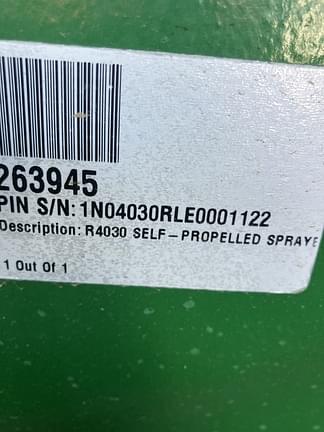 263945
PIN S/N: 1N04030RLE0001122
Description: R4030 SELF-PROPELLED SPRAYE
1 Out Of 1